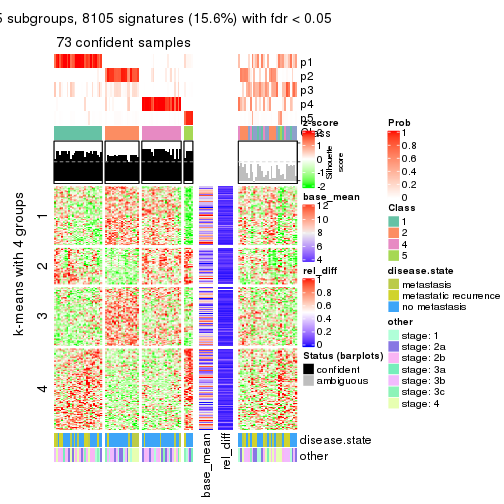 5 subgroups, 8105 signatures (15.6%) with fdr < 0.05
73 confident samples
p1
p2
p3
p4
p5
Class
k-means with 4 groups
1
2
3
4
z-score
2
1
0
-1
-2
Silhouette
score
base_mean
12
10
8
6
4
rel_diff
1
0.8
0.6
0.4
0.2
0
Status (barplots)
confident
ambiguous
Prob
1
0.8
0.6
0.4
0.2
0
Class
1
2
4
5
disease.state
metastasis
metastatic recurrence
no metastasis
other
stage: 1
stage: 2a
stage: 2b
stage: 3a
stage: 3b
stage: 3c
stage: 4
disease.state
other
base_mean
rel_diff